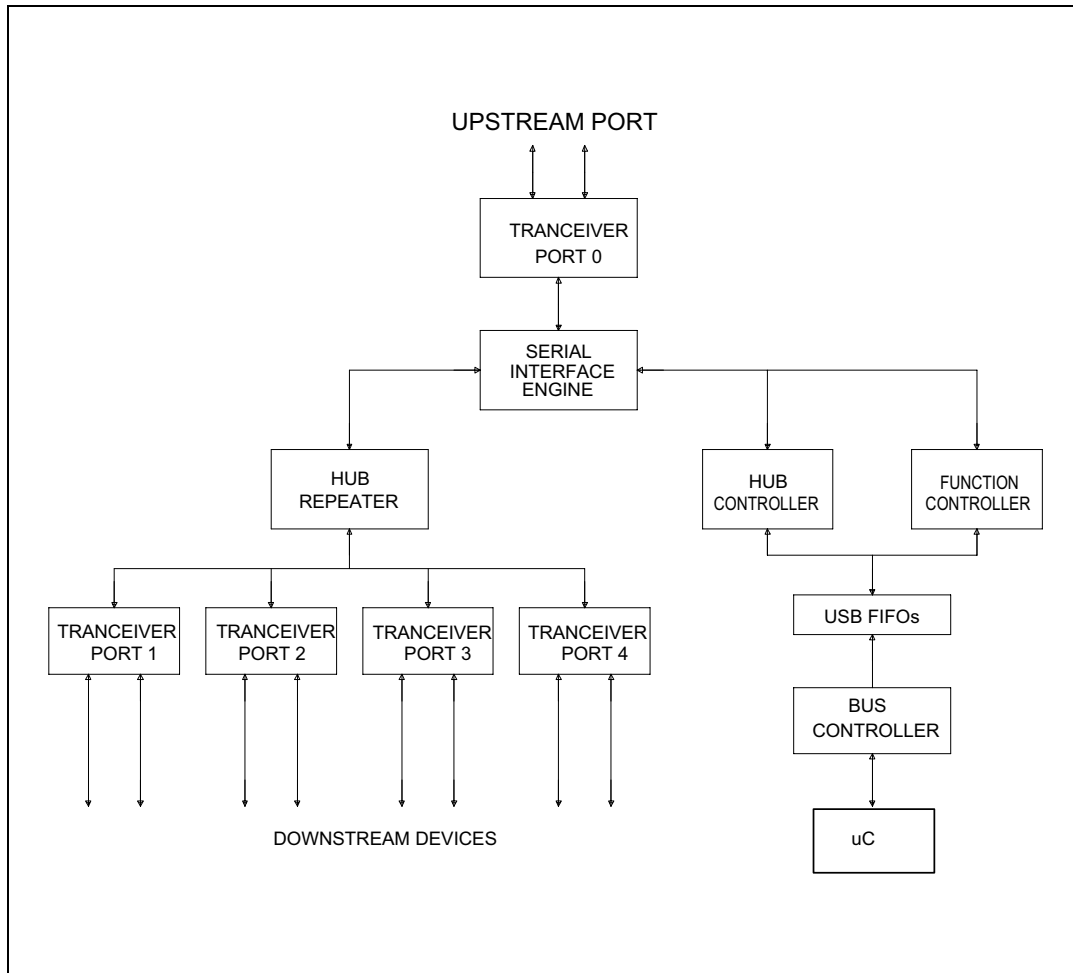 UPSTREAM PORT
TRANCEIVER
PORT 0
SERIAL
INTERFACE
ENGINE
HUB
REPEATER
HUB
CONTROLLER
FUNCTION
CONTROLLER
TRANCEIVER
PORT 1
TRANCEIVER
PORT 2
TRANCEIVER
PORT 3
TRANCEIVER
PORT 4
USB FIFOs
BUS
CONTROLLER
DOWNSTREAM DEVICES
uC